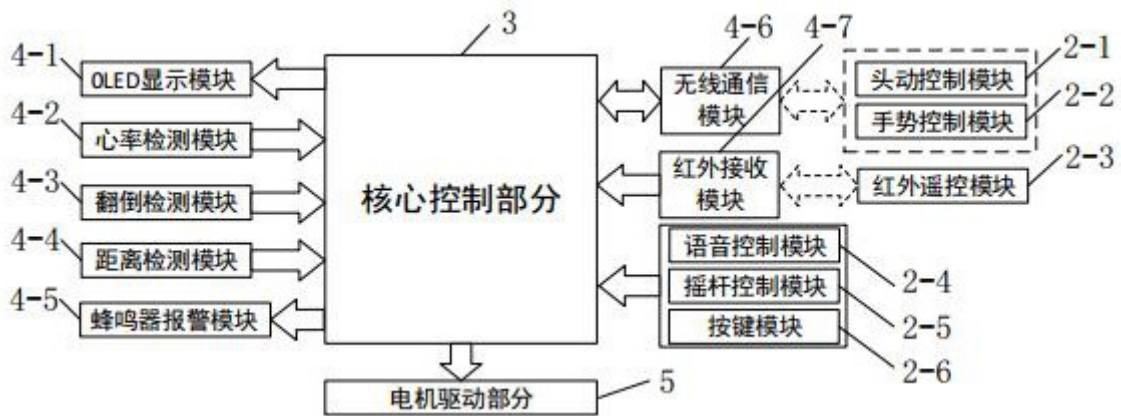 3
4-6
4-7
4-1
OLED显示模块
4-2
心率检测模块
4-3
翻倒检测模块
4-4
距离检测模块
4-5
蜂鸣器报警模块
核心控制部分
无线通信
模块
红外接收
模块
2-1
头动控制模块
2-2
手势控制模块
2-3
红外遥控模块
语音控制模块
2-4
摇杆控制模块
2-5
按键模块
2-6
电机驱动部分
5